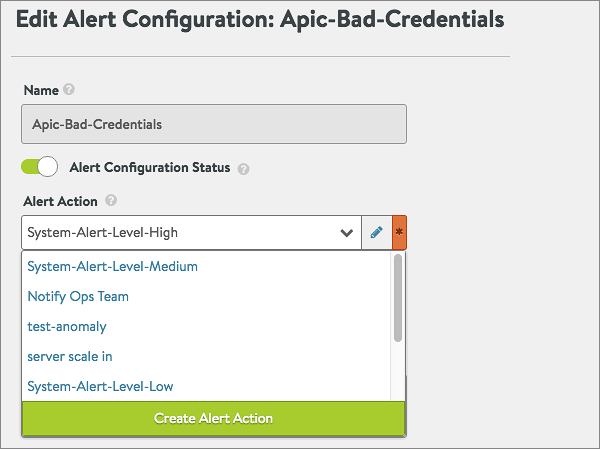 Edit Alert Configuration: Apic-Bad-Credentials
Name ?
Apic-Bad-Credentials
Alert Configuration Status ?
Alert Action ?
System-Alert-Level-High *
System-Alert-Level-Medium
Notify Ops Team
test-anomaly
server scale in
System-Alert-Level-Low
Create Alert Action